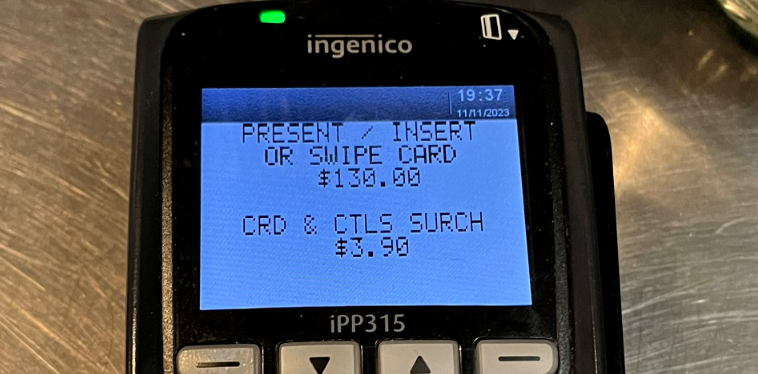 ingenico
19:37
11/11/2023
PRESENT / INSERT
OR SWIPE CARD
$130.00
CRD & CTLS SURCH
$3.90
iPP315